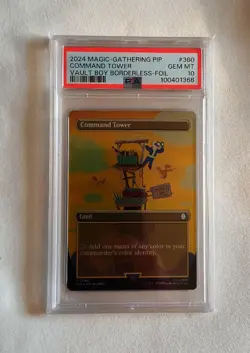 2024 MAGIC-GATHERING PIP #360
COMMAND TOWER GEM MT
VAULT BOY BORDERLESS-FOIL 10
PSA 100401366
Command Tower
Land
: Add one mana of any color in your
commander's color identity.